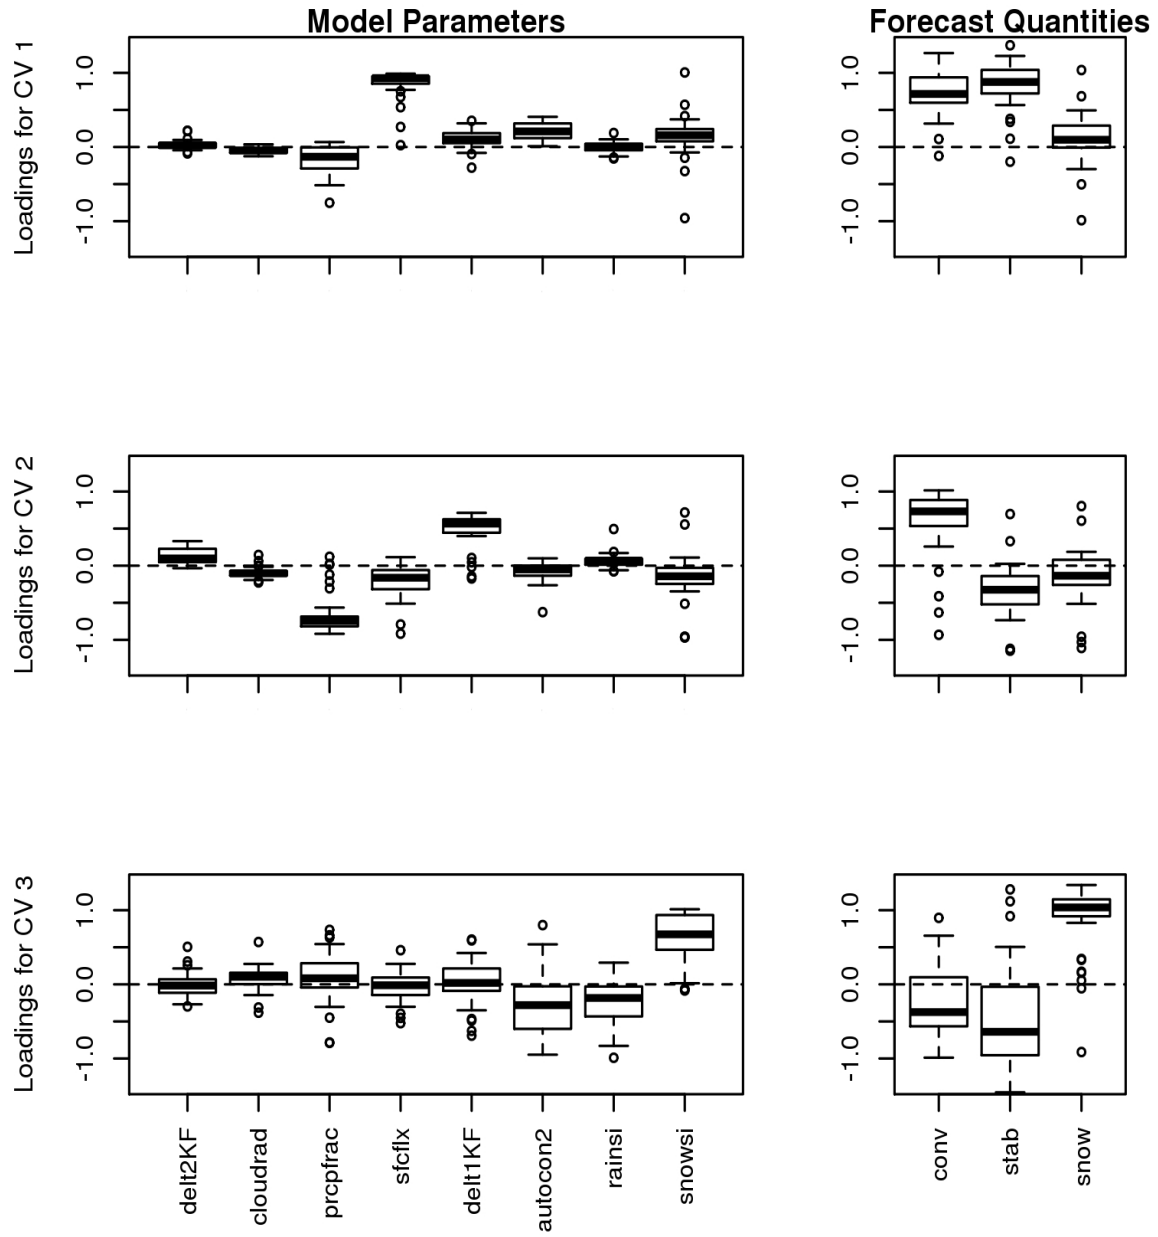 Model Parameters
Forecast Quantities
Loadings for CV 1
1.0
0.0
-1.0
1.0
0.0
-1.0
Loadings for CV 2
1.0
0.0
-1.0
1.0
0.0
-1.0
Loadings for CV 3
1.0
0.0
-1.0
1.0
0.0
-1.0
delt2KF
cloudrad
prcpfrac
sfcflx
delt1KF
autocon2
rainsi
snowsi
conv
stab
snow